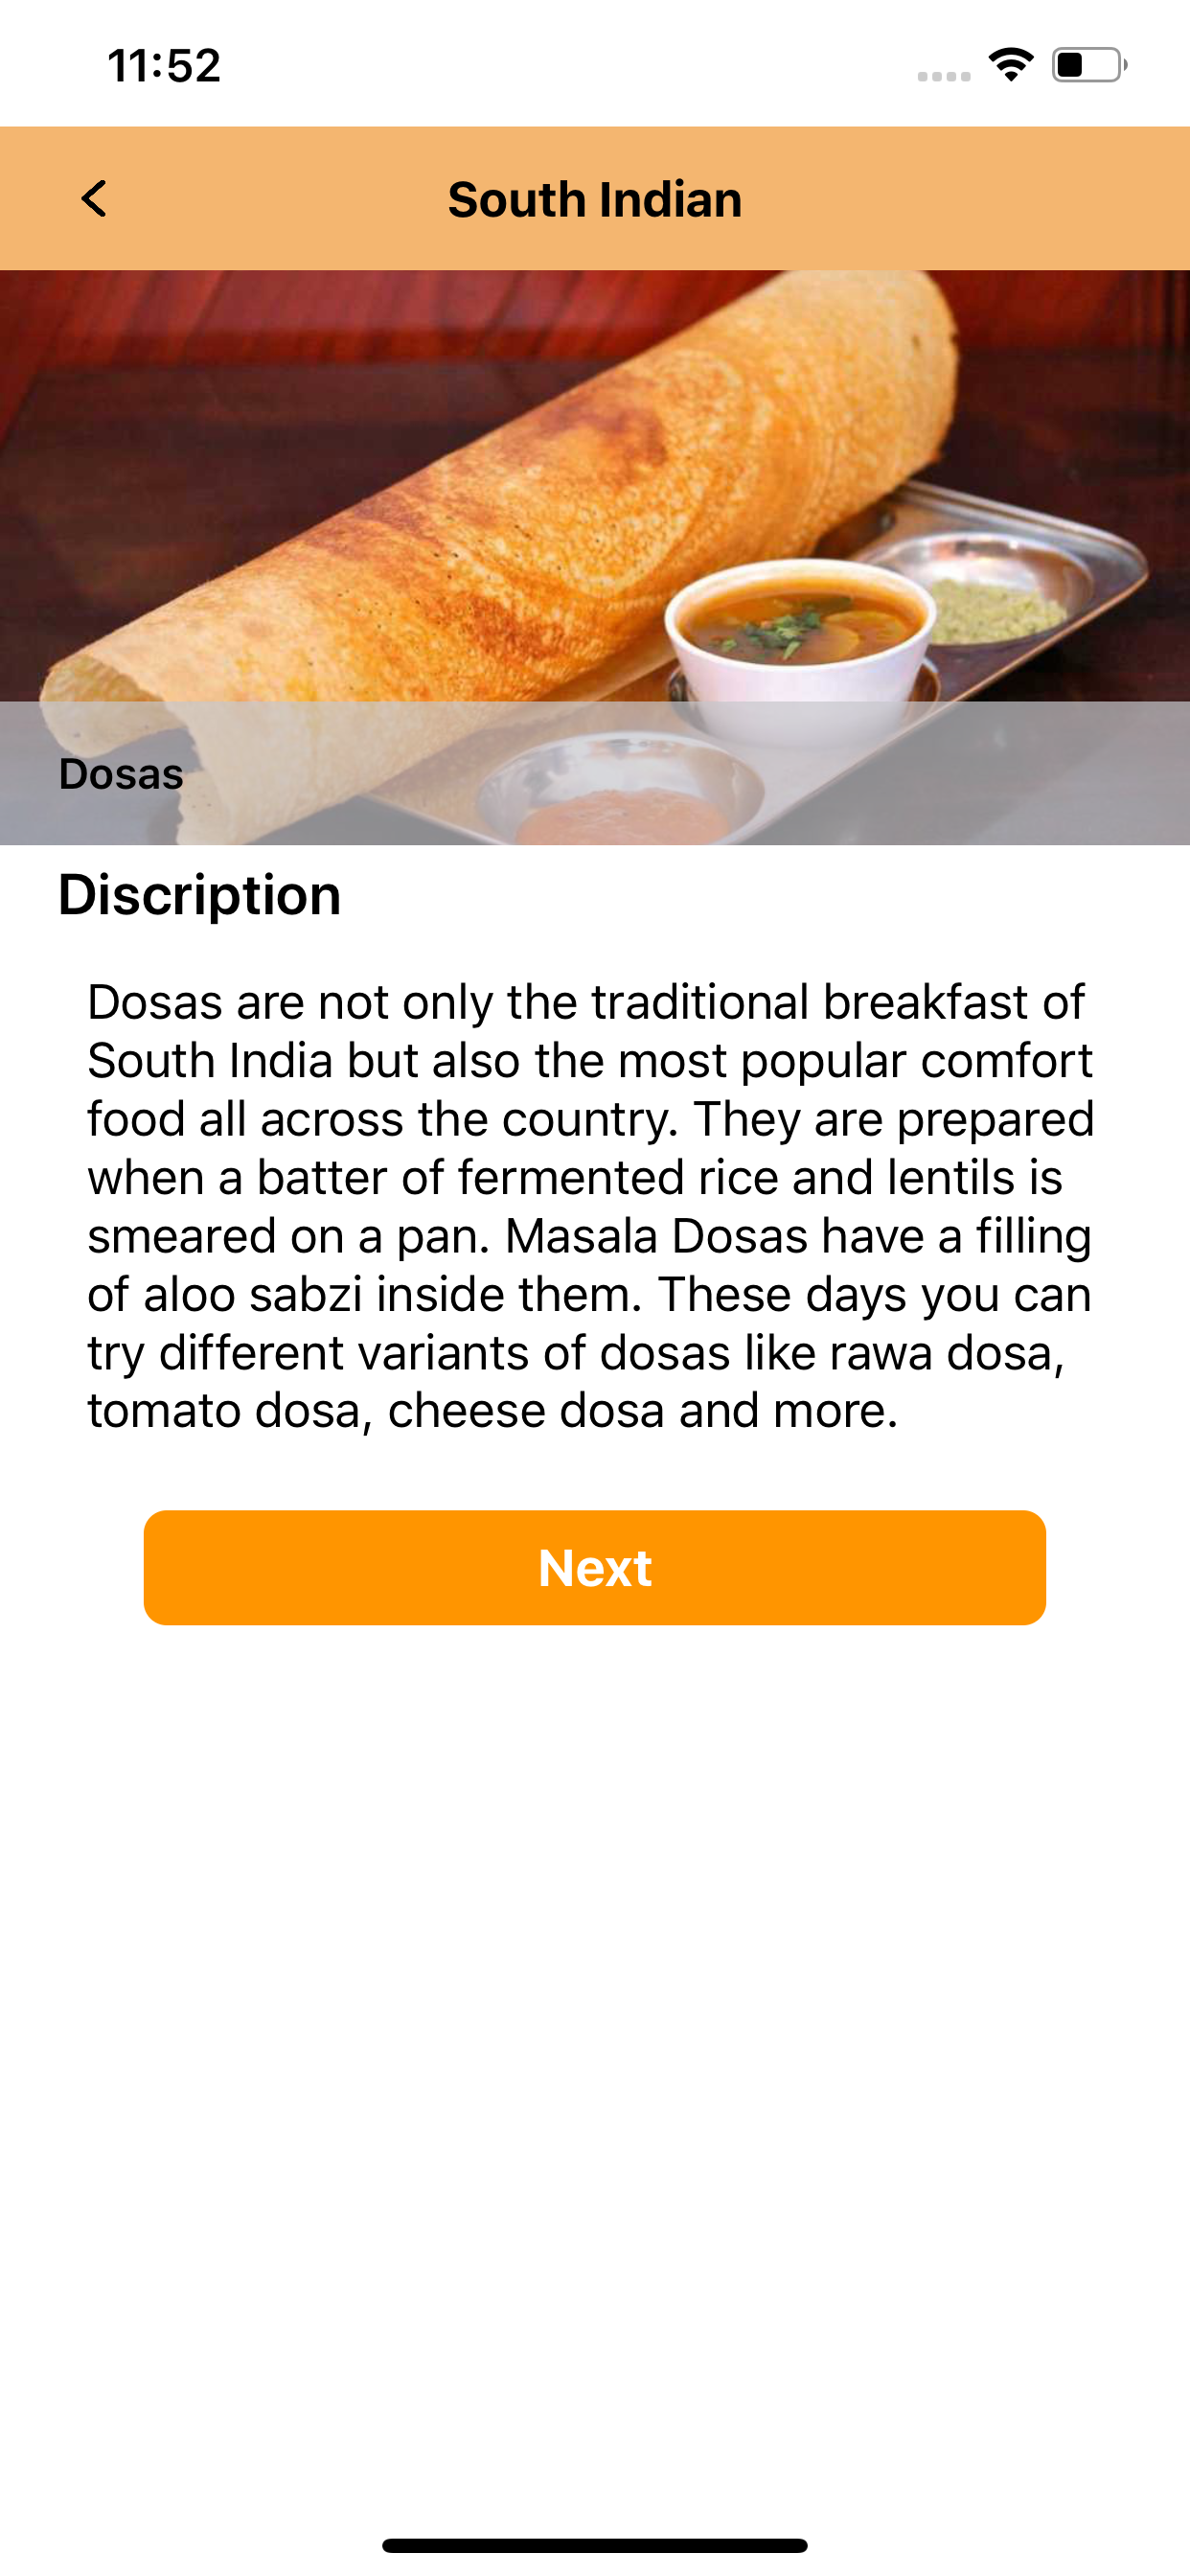 11:52
South Indian
Dosas
Discription
Dosas are not only the traditional breakfast of
South India but also the most popular comfort
food all across the country. They are prepared
when a batter of fermented rice and lentils is
smeared on a pan. Masala Dosas have a filling
of aloo sabzi inside them. These days you can
try different variants of dosas like rawa dosa,
tomato dosa, cheese dosa and more.
Next